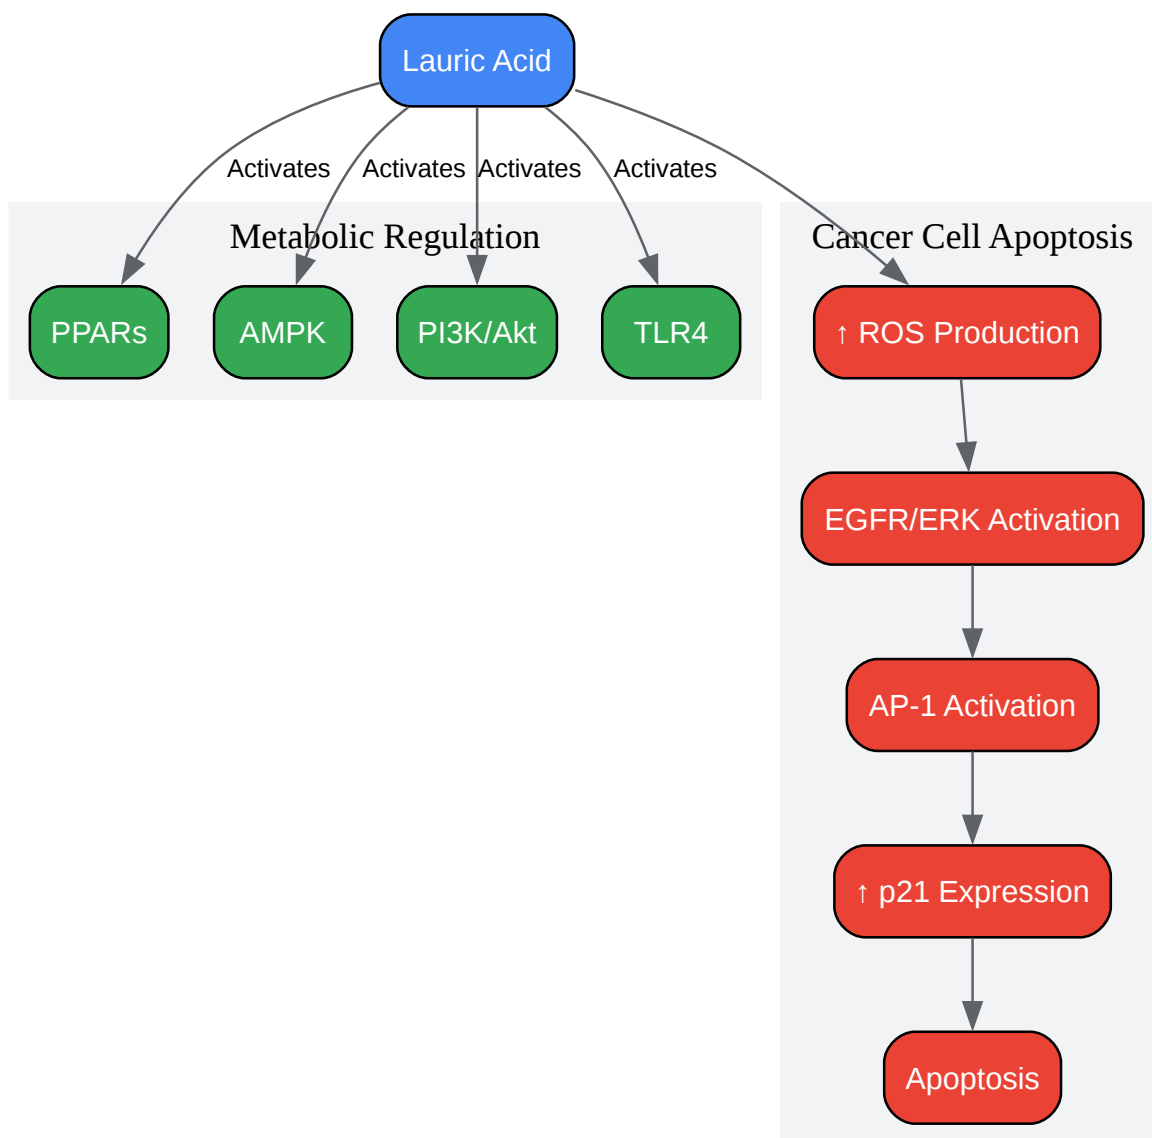 Lauric Acid
Activates
Activates
Activates
Activates
Metabolic Regulation
Cancer Cell Apoptosis
PPARs
AMPK
PI3K/Akt
TLR4
↑ ROS Production
EGFR/ERK Activation
AP-1 Activation
↑ p21 Expression
Apoptosis